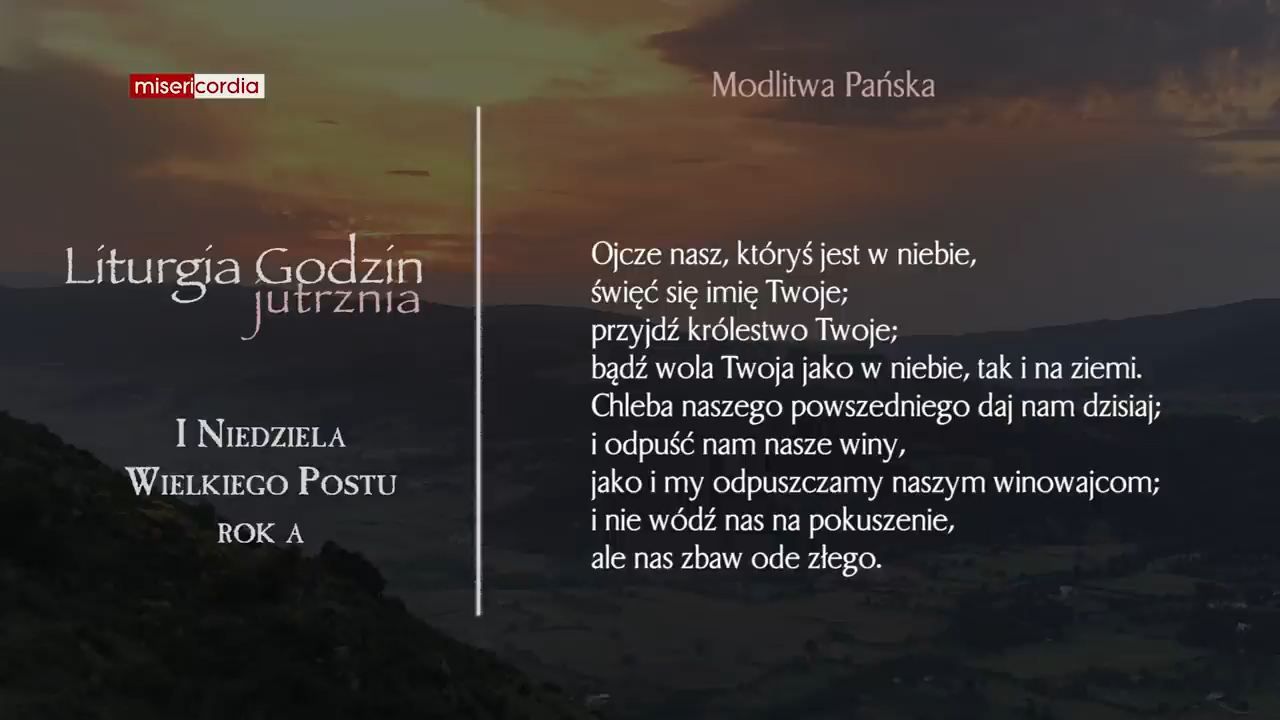 misericordia
Liturgia Godzin
jutrznia
I Niedziela
Wielkiego Postu
rok a
Modlitwa Pańska
Ojcze nasz, któryś jest w niebie,
święć się imię Twoje;
przyjdź królestwo Twoje;
bądź wola Twoja jako w niebie, tak i na ziemi.
Chleba naszego powszedniego daj nam dzisiaj;
i odpuść nam nasze winy,
jako i my odpuszczamy naszym winowajcom;
i nie wódź nas na pokuszenie,
ale nas zbaw ode złego.